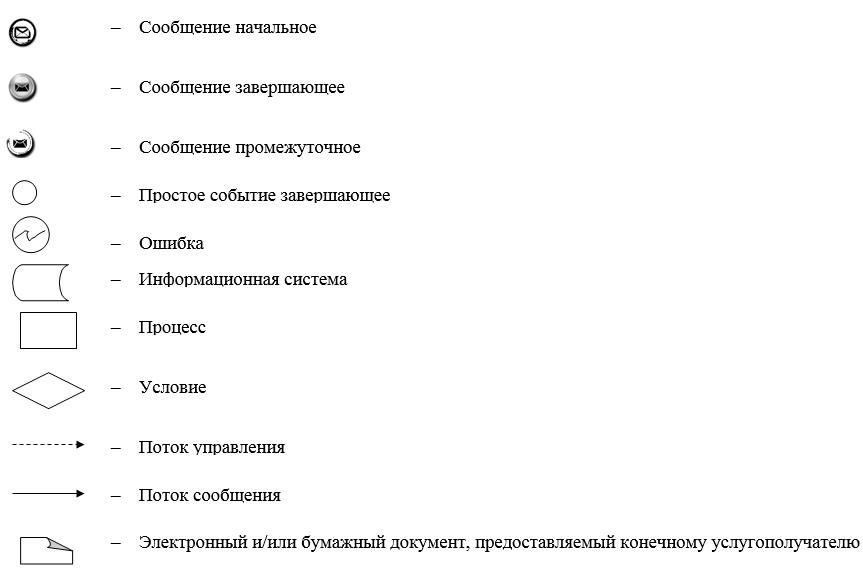 – Сообщение начальное
– Сообщение завершающее
– Сообщение промежуточное
– Простое событие завершающее
– Ошибка
– Информационная система
– Процесс
– Условие
– Поток управления
– Поток сообщения
– Электронный и/или бумажный документ, предоставляемый конечному услугополучателю